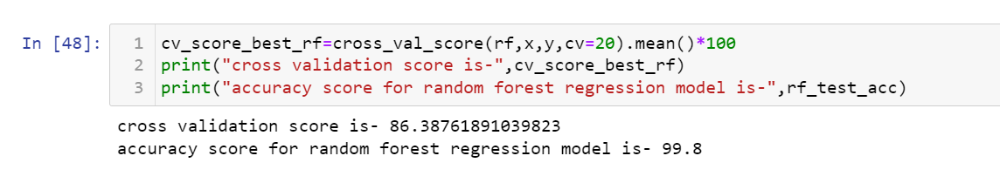 In [48]: 1 cv_score_best_rf=cross_val_score(rf,x,y,cv=20).mean()*100
2 print("cross validation score is-",cv_score_best_rf)
3 print("accuracy score for random forest regression model is-",rf_test_acc)
cross validation score is- 86.38761891039823
accuracy score for random forest regression model is- 99.8